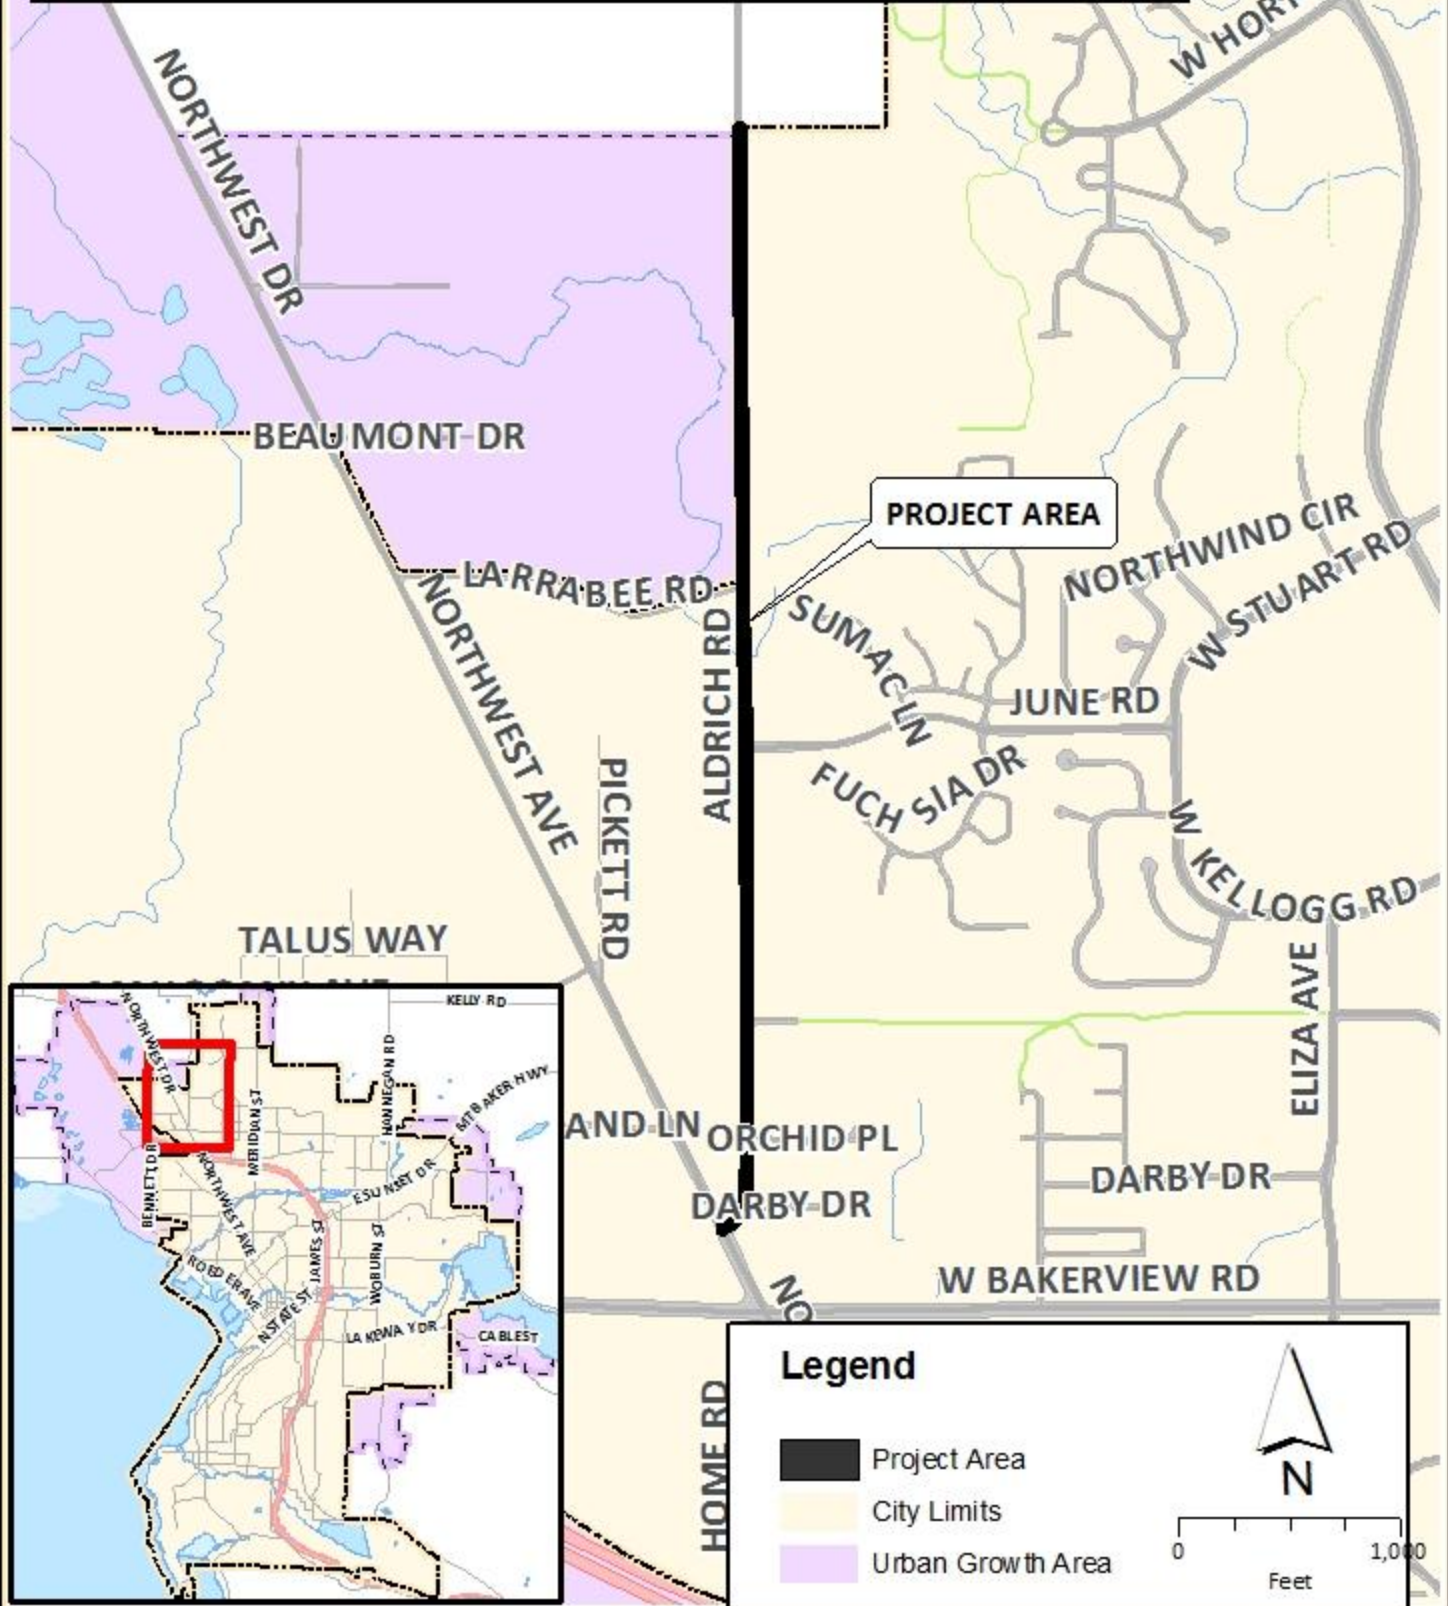 W HORT
NORTHWEST DR
BEAUMONT DR
PROJECT AREA
NORTHWIND CIR
W STUART RD
LARRABEE RD
SUMAC LN
NORTHWEST AVE
ALDRICH RD
JUNE RD
FUCHSIA DR
PICKETT RD
W KELLOGG RD
TALUS WAY
ELIZA AVE
AND LN
ORCHID PL
DARBY DR
DARBY DR
W BAKERVIEW RD
NO
HOME RD
KELLY RD
NORTHWEST DR
HANNEGAN RD
MT BAKER HWY
MERIDIAN ST
BENNETT DR
NORTHWEST AVE
E SUNSET DR
JAMES ST
WOBURN ST
ROEDER AVE
N STATE ST
LAKEWAY DR
CABLE ST
Legend
Project Area
City Limits
Urban Growth Area
N
0 1,000
Feet